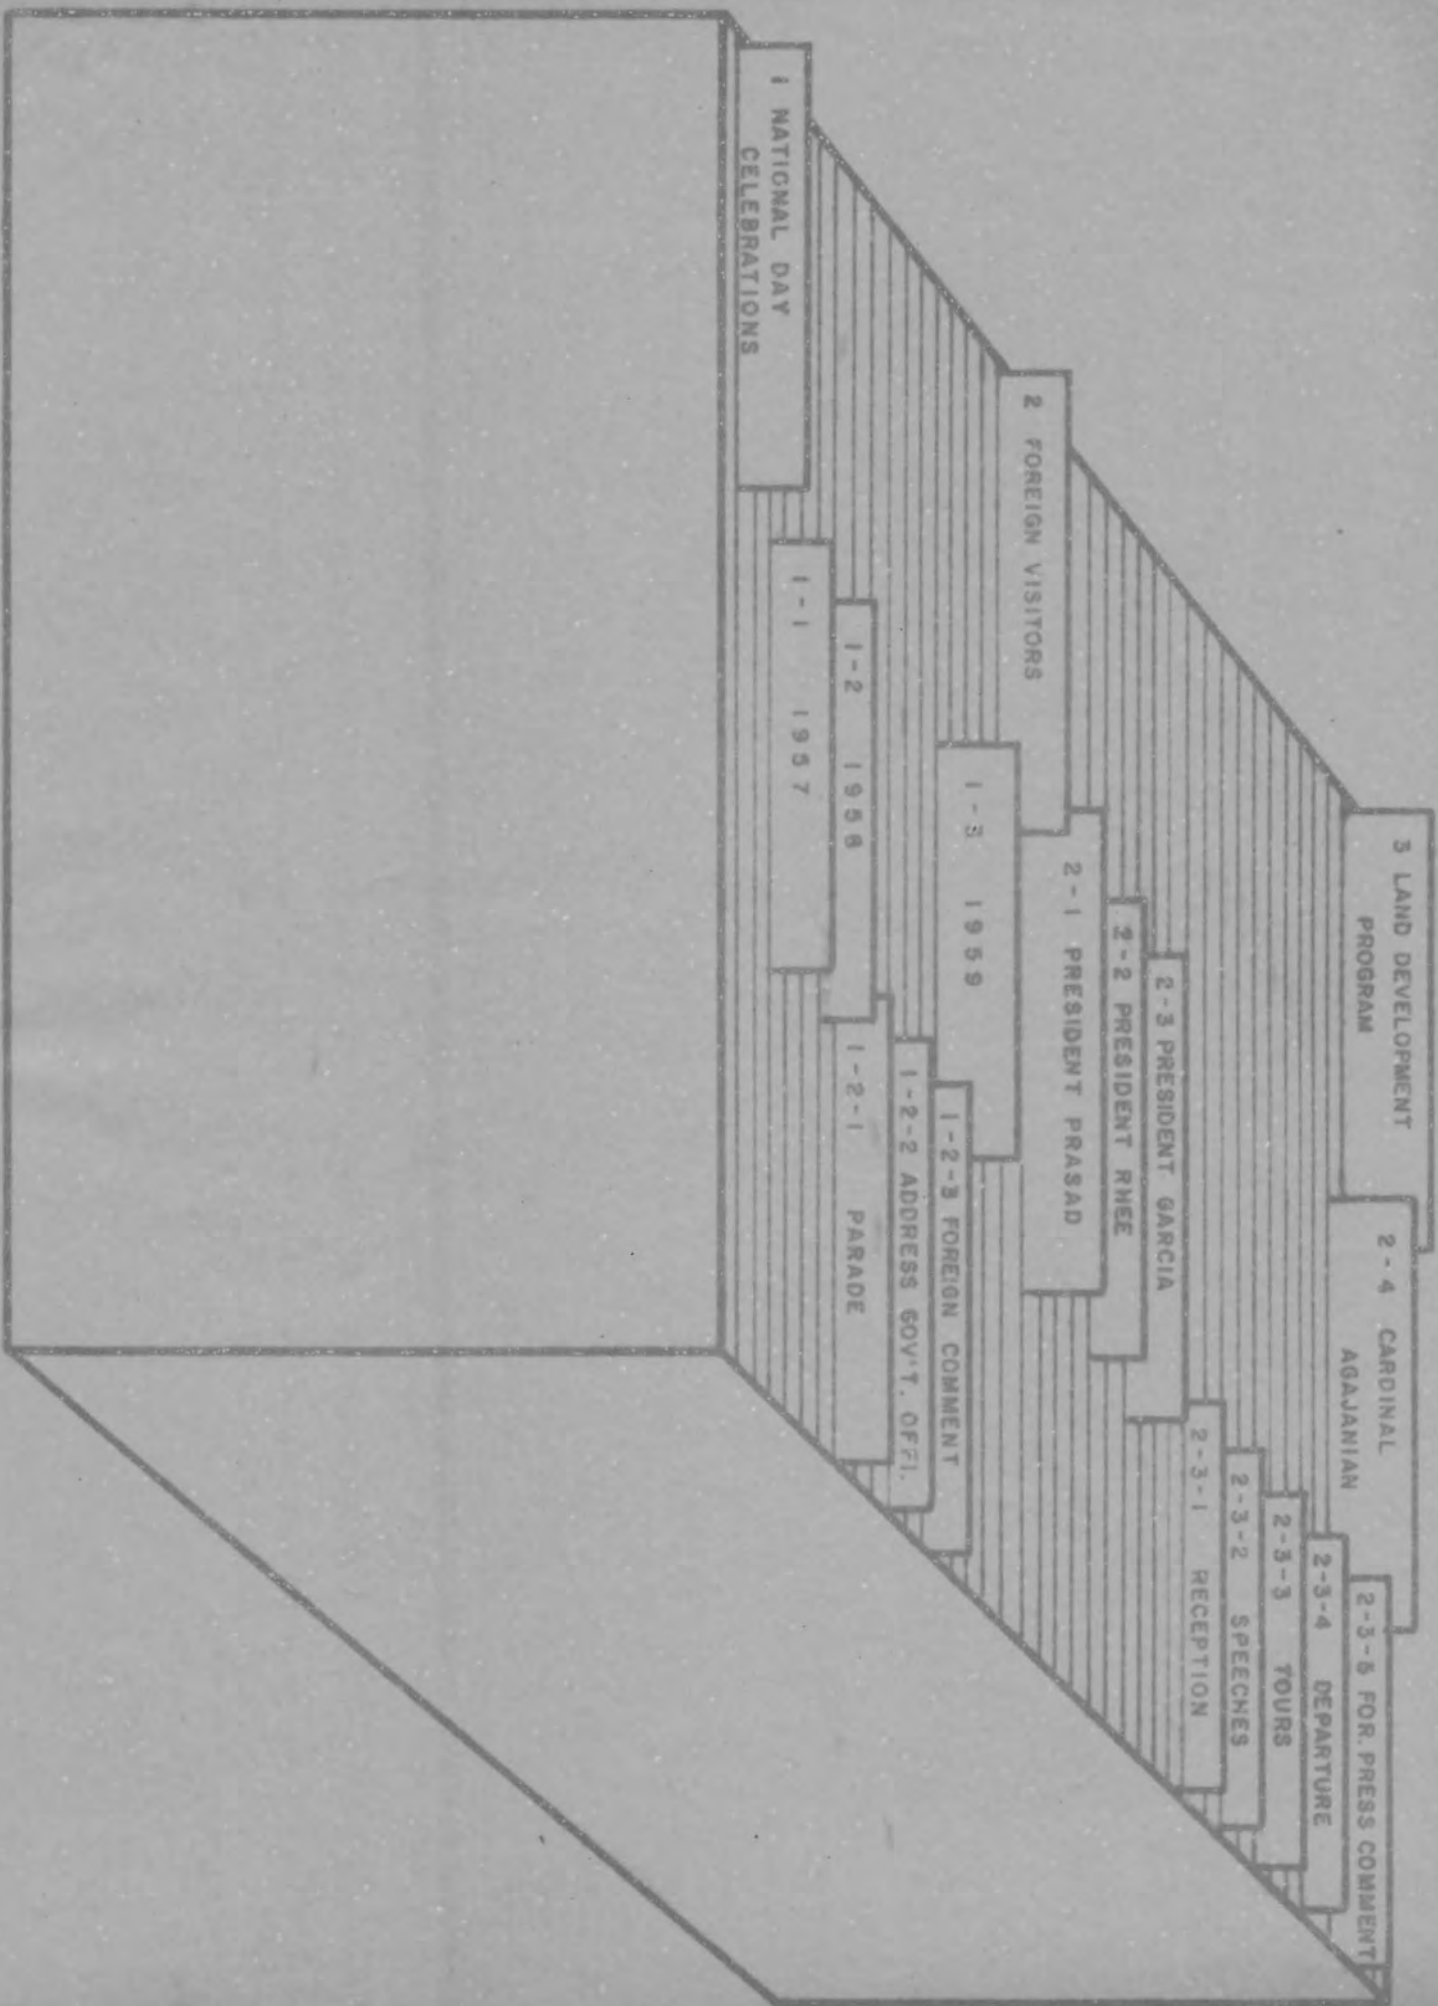 1 NATIONAL DAY
CELEBRATIONS
1-1 1957
1-2 1958
1-2-1 PARADE
1-2-2 ADDRESS GOV'T. OFFI.
1-2-3 FOREIGN COMMENT
1-3 1959
2 FOREIGN VISITORS
2-1 PRESIDENT PRASAD
2-2 PRESIDENT RHEE
2-3 PRESIDENT GARCIA
2-3-1 RECEPTION
2-3-2 SPEECHES
2-3-3 TOURS
2-3-4 DEPARTURE
2-3-5 FOR. PRESS COMMENT
2-4 CARDINAL
AGAJANIAN
3 LAND DEVELOPMENT
PROGRAM